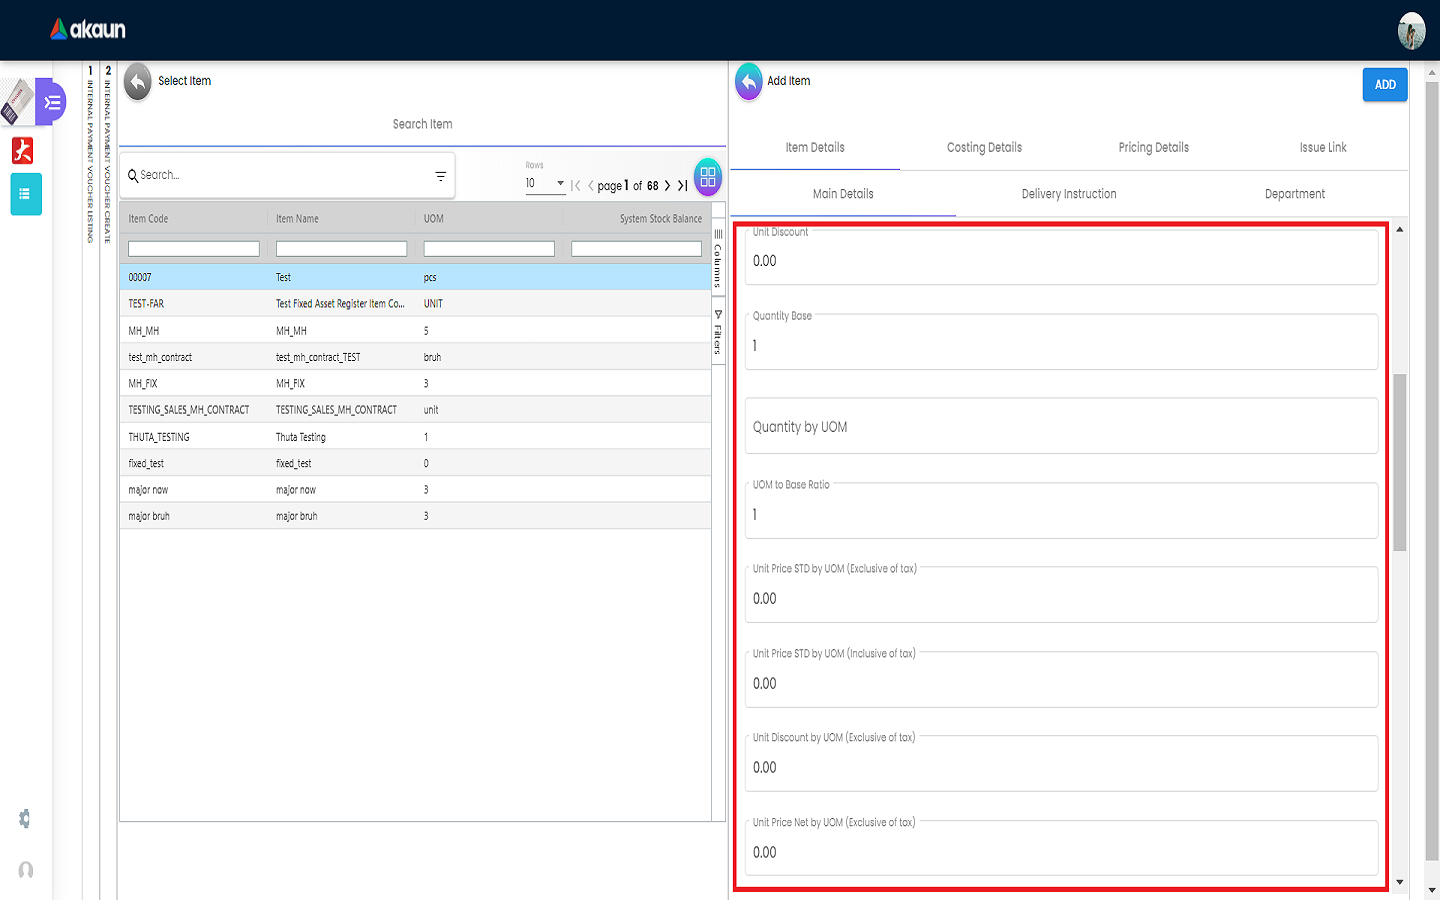 akaun
1 INTERNAL PAYMENT VOUCHER LISTING
2 INTERNAL PAYMENT VOUCHER CREATE
Select Item
Search Item
Search...
Rows
10
page 1 of 68
Item Code Item Name UOM System Stock Balance
00007 Test pcs
TEST-FAR Test Fixed Asset Register Item Co... UNIT
MH_MH MH_MH 5
test_mh_contract test_mh_contract_TEST bruh
MH_FIX MH_FIX 3
TESTING_SALES_MH_CONTRACT TESTING_SALES_MH_CONTRACT unit
THUTA_TESTING Thuta Testing 1
fixed_test fixed_test 0
major now major now 3
major bruh major bruh 3
Columns
Filters
Add Item
ADD
Item Details Costing Details Pricing Details Issue Link
Main Details Delivery Instruction Department
Unit Discount
0.00
Quantity Base
1
Quantity by UOM
UOM to Base Ratio
1
Unit Price STD by UOM (Exclusive of tax)
0.00
Unit Price STD by UOM (Inclusive of tax)
0.00
Unit Discount by UOM (Exclusive of tax)
0.00
Unit Price Net by UOM (Exclusive of tax)
0.00